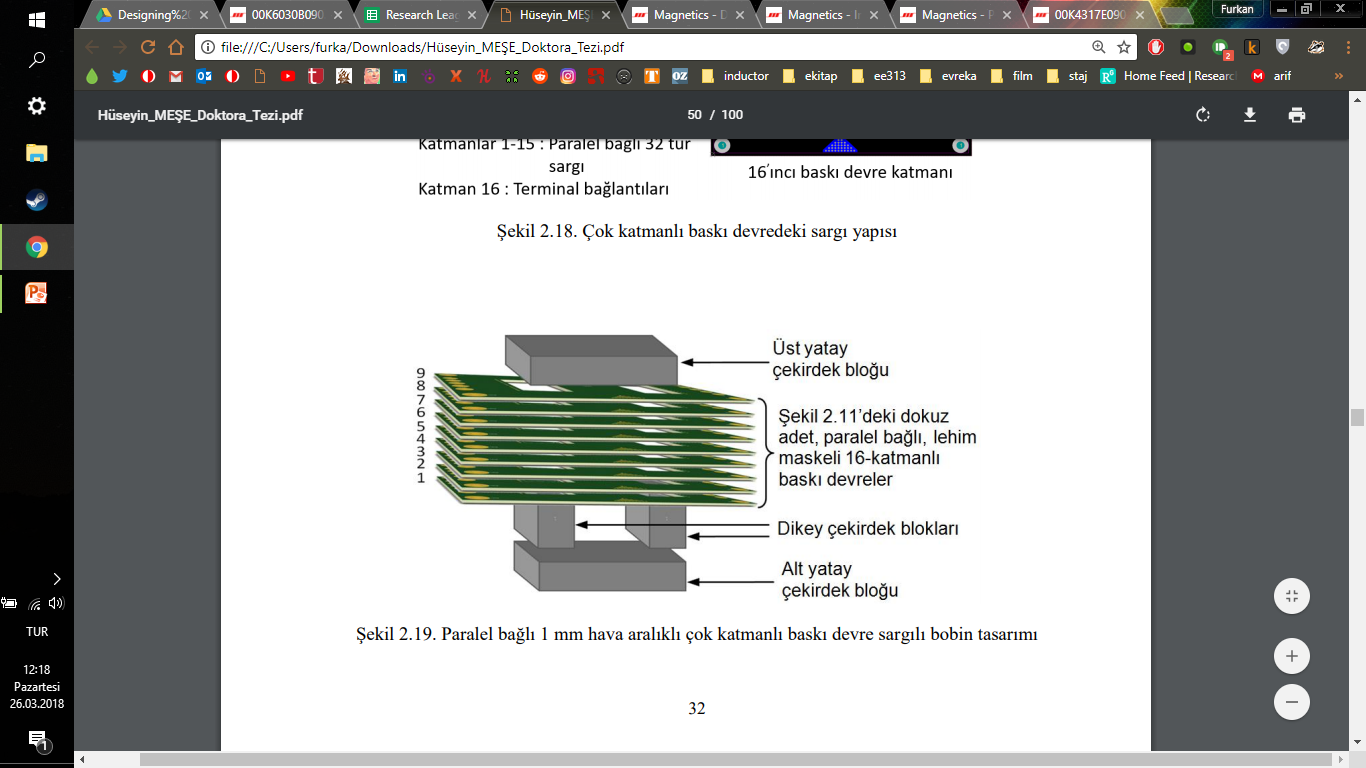 Designing%20
00K6030B090
Research Leag
Hüseyin_MEŞE
Magnetics - D
Magnetics - In
Magnetics - P
00K4317E090
Furkan
file:///C:/Users/furka/Downloads/Hüseyin_MEŞE_Doktora_Tezi.pdf
2
inductor
ekitap
ee313
evreka
film
staj
Home Feed | Research
arif
Hüseyin_MEŞE_Doktora_Tezi.pdf
50 / 100
Katmanlar 1-15 : Paralel bağlı 32 tur
sargı
Katman 16 : Terminal bağlantıları
16'ıncı baskı devre katmanı
Şekil 2.18. Çok katmanlı baskı devredeki sargı yapısı
Üst yatay
çekirdek bloğu
9
8
7
6
5
4
3
2
1
Şekil 2.11'deki dokuz
adet, paralel bağlı, lehim
maskeli 16-katmanlı
baskı devreler
Dikey çekirdek blokları
Alt yatay
çekirdek bloğu
Şekil 2.19. Paralel bağlı 1 mm hava aralıklı çok katmanlı baskı devre sargılı bobin tasarımı
32
TUR
12:18
Pazartesi
26.03.2018
1